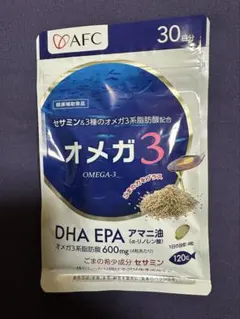 AFC
30日分
健康補助食品
セサミン&3種のオメガ3系脂肪酸配合
オメガ3
OMEGA-3
DHA EPA アマニ油
(α-リノレン酸)
オメガ3系脂肪酸 600mg
ごまの希少成分 セサミン
120粒